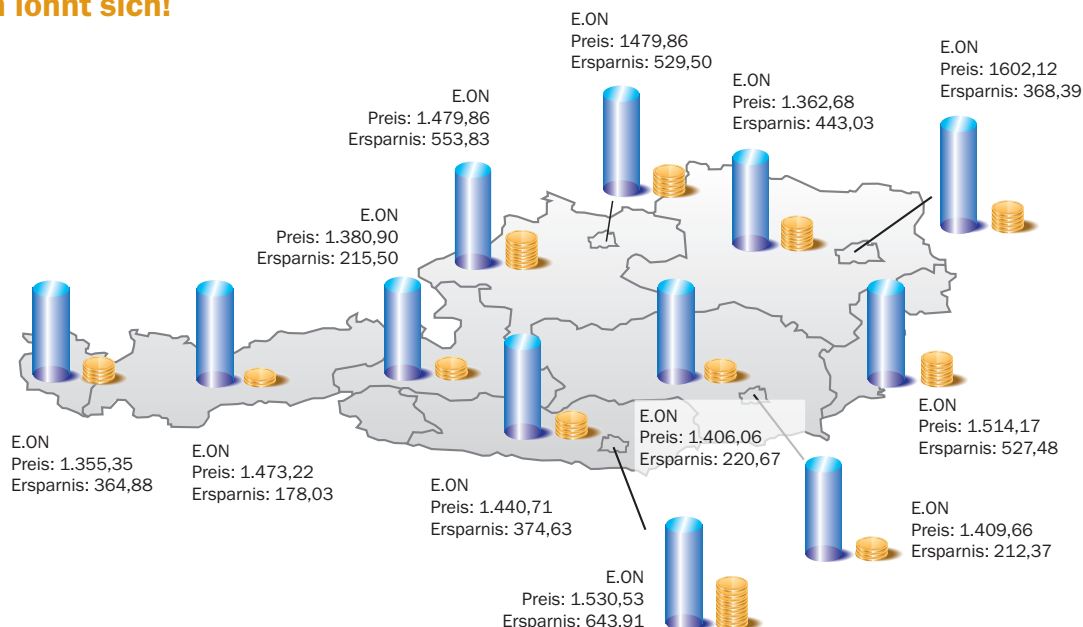 lohnt sich!
E.ON
Preis: 1479,86
Ersparnis: 529,50
E.ON
Preis: 1602,12
Ersparnis: 368,39
E.ON
Preis: 1.362,68
Ersparnis: 443,03
E.ON
Preis: 1.479,86
Ersparnis: 553,83
E.ON
Preis: 1.380,90
Ersparnis: 215,50
E.ON
Preis: 1.355,35
Ersparnis: 364,88
E.ON
Preis: 1.473,22
Ersparnis: 178,03
E.ON
Preis: 1.440,71
Ersparnis: 374,63
E.ON
Preis: 1.406,06
Ersparnis: 220,67
E.ON
Preis: 1.514,17
Ersparnis: 527,48
E.ON
Preis: 1.409,66
Ersparnis: 212,37
E.ON
Preis: 1.530,53
Ersparnis: 643,91